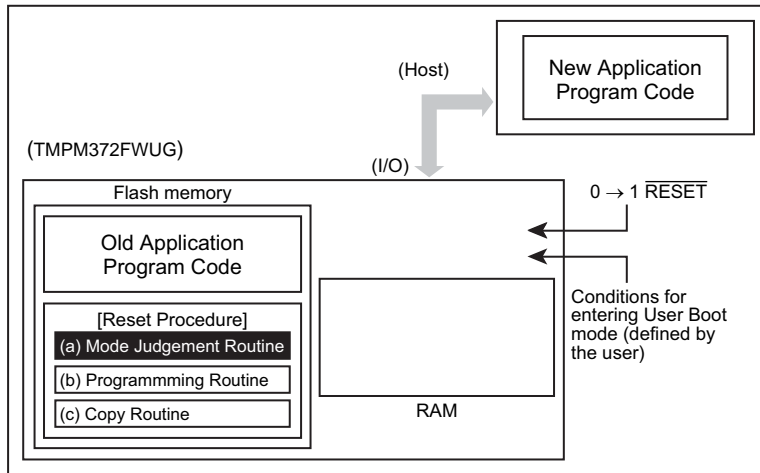 New Application
Program Code
(Host)
(TMPM372FWUG)
(I/O)
Flash memory
0 → 1 RESET
Old Application
Program Code
[Reset Procedure]
(a) Mode Judgement Routine
(b) Programmming Routine
(c) Copy Routine
RAM
Conditions for
entering User Boot
mode (defined by
the user)